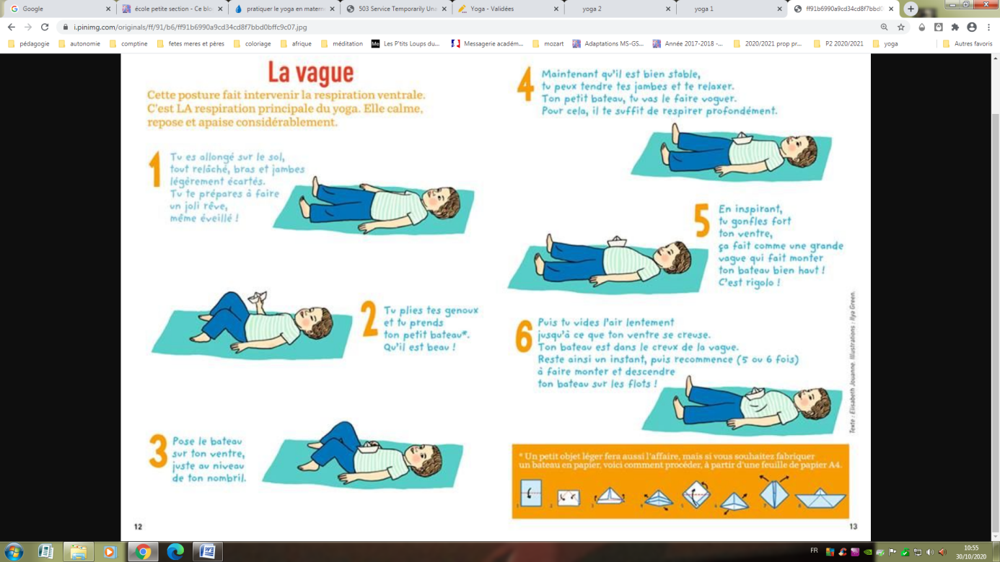 Google
école petite section - Ce blo
pratiquer le yoga en matern
503 Service Temporarily Una
Yoga - Validées
yoga 2
yoga 1
ff91b6990a9cd34cd8f7bbd0
i.pinimg.com/originals/ff/91/b6/ff91b6990a9cd34cd8f7bbd0bffc9c07.jpg
pédagogie
autonomie
comptine
fetes meres et pères
coloriage
afrique
méditation
Me
Les P'tits Loups du...
Messagerie académ...
mozart
Adaptations MS-GS...
Année 2017-2018 -...
2020/2021 prop pr...
P2 2020/2021
yoga
Autres favoris
La vague
Cette posture fait intervenir la respiration ventrale.
C'est LA respiration principale du yoga. Elle calme,
repose et apaise considérablement.
1
Tu es allongé sur le sol,
tout relâché, bras et jambes
légèrement écartés.
Tu te prépares à faire
un joli rêve,
même éveillé !
2
Tu plies tes genoux
et tu prends
ton petit bateau*.
Qu'il est beau !
3
Pose le bateau
sur ton ventre,
juste au niveau
de ton nombril.
12
4
Maintenant qu'il est bien stable,
tu peux tendre tes jambes et te relaxer.
Ton petit bateau, tu vas le faire voguer.
Pour cela, il te suffit de respirer profondément.
5
En inspirant,
tu gonfles fort
ton ventre,
ça fait comme une grande
vague qui fait monter
ton bateau bien haut !
C'est rigolo !
6
Puis tu vides l'air lentement
jusqu'à ce que ton ventre se creuse.
Ton bateau est dans le creux de la vague.
Reste ainsi un instant, puis recommence (5 ou 6 fois)
à faire monter et descendre
ton bateau sur les flots !
Texte : Elisabeth Jouanne. Illustrations : Ilya Green.
* Un petit objet léger fera aussi l'affaire, mais si vous souhaitez fabriquer
un bateau en papier, voici comment procéder, à partir d'une feuille de papier A4.
13
FR
10:55
30/10/2020